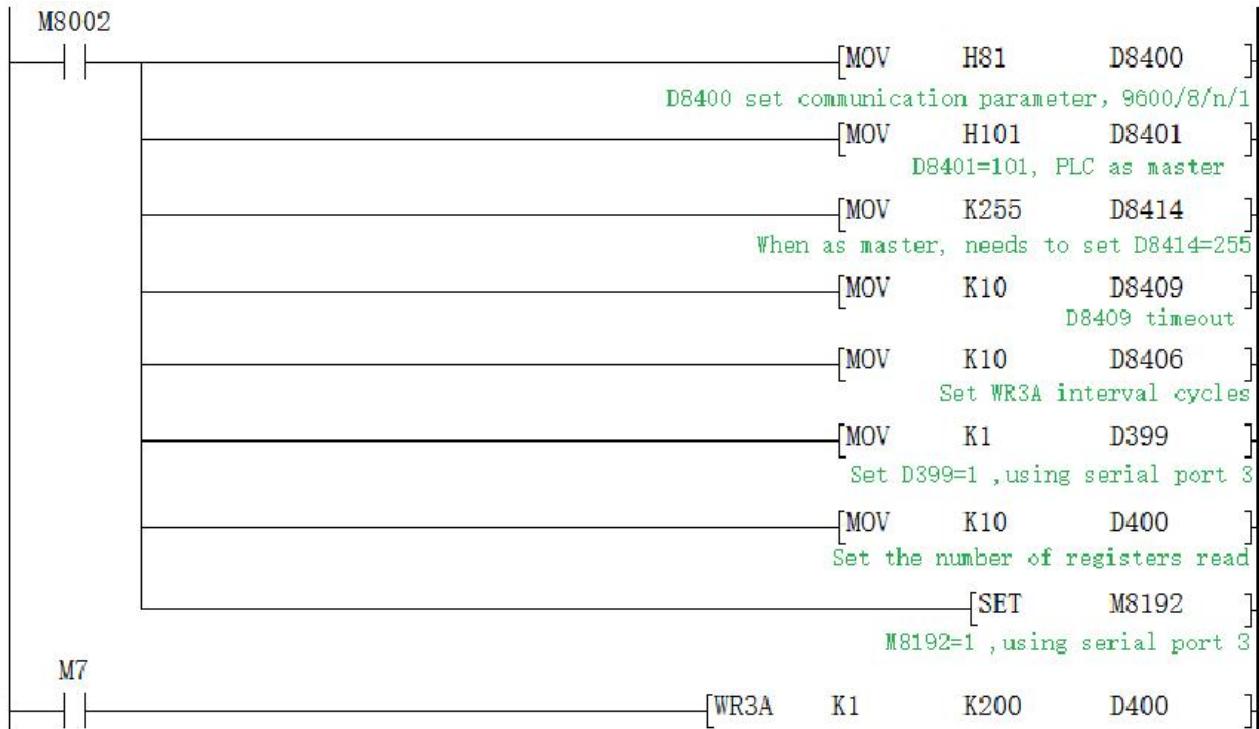 M8002
[MOV H81 D8400 ]
D8400 set communication parameter, 9600/8/n/1
[MOV H101 D8401 ]
D8401=101, PLC as master
[MOV K255 D8414 ]
When as master, needs to set D8414=255
[MOV K10 D8409 ]
D8409 timeout
[MOV K10 D8406 ]
Set WR3A interval cycles
[MOV K1 D399 ]
Set D399=1 ,using serial port 3
[MOV K10 D400 ]
Set the number of registers read
[SET M8192 ]
M8192=1 ,using serial port 3
M7
[WR3A K1 K200 D400 ]